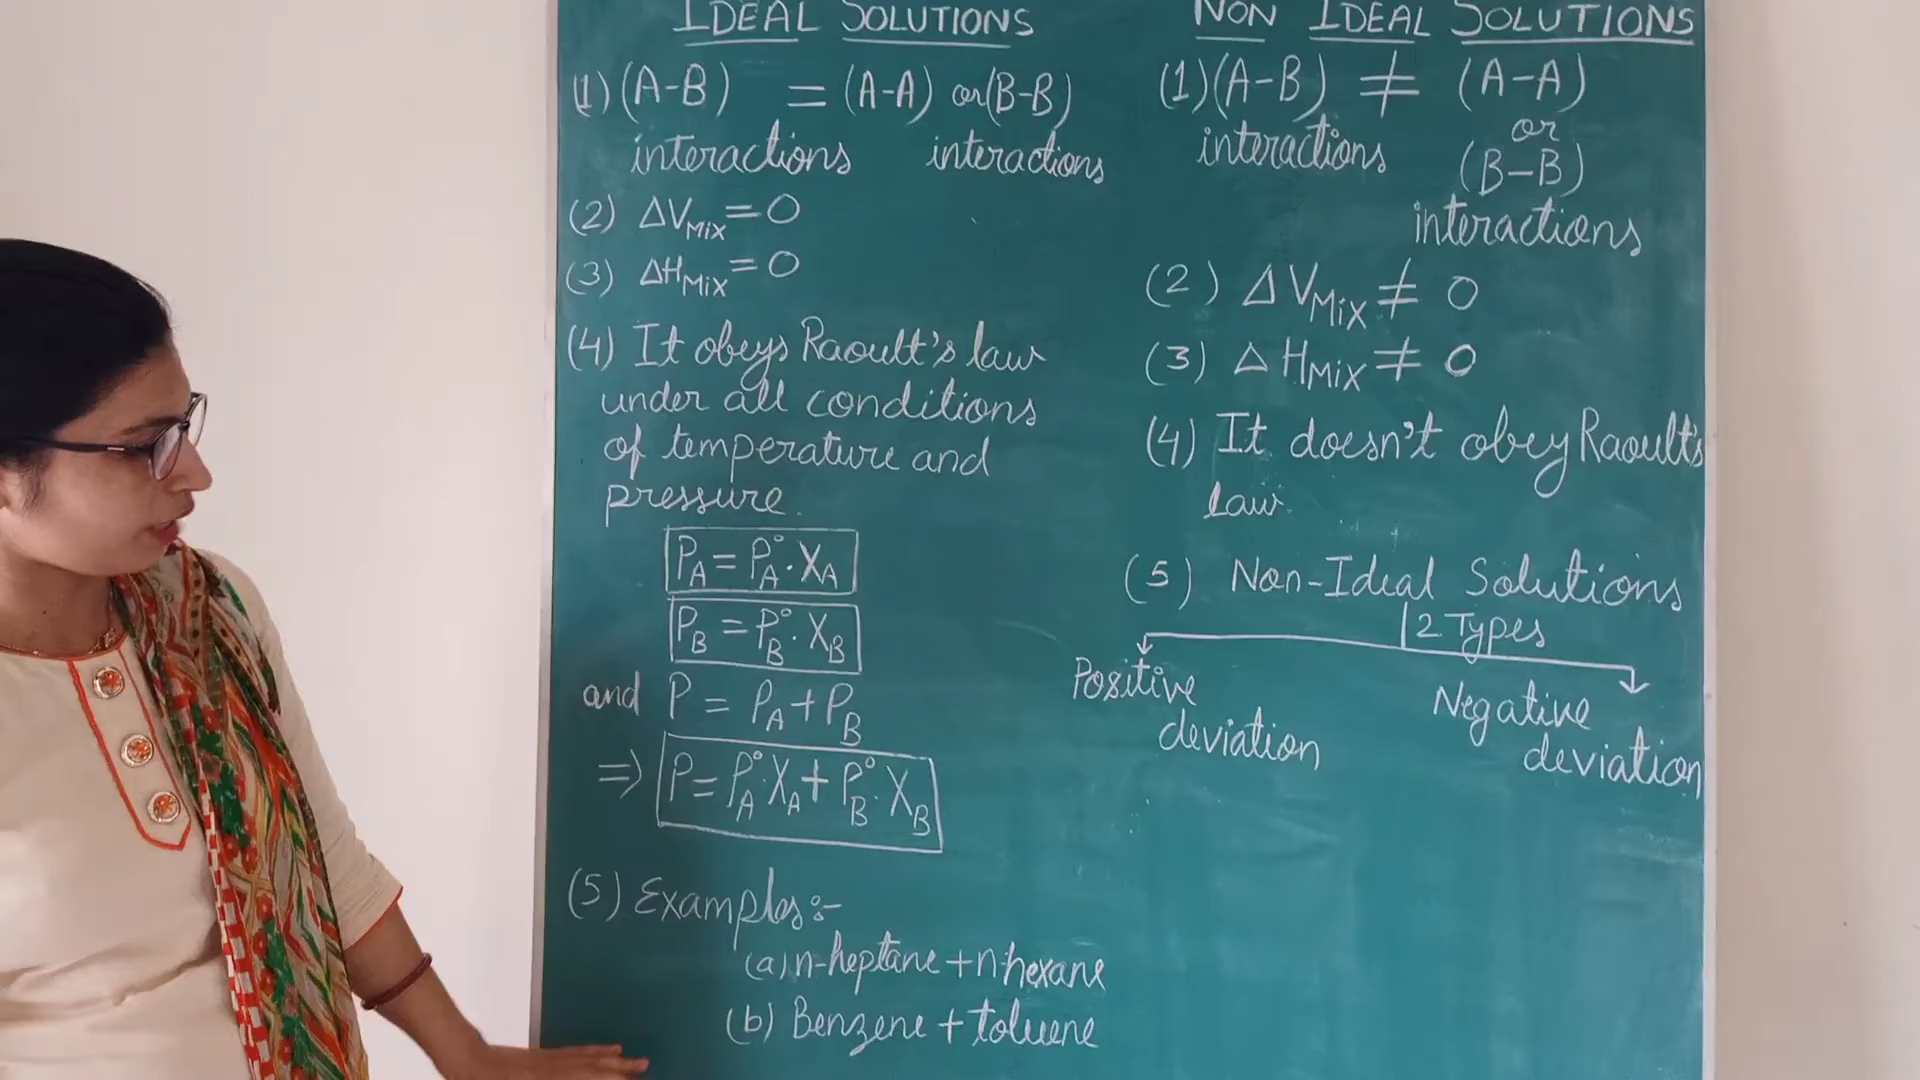 IDEAL SOLUTIONS
(1) (A-B) = (A-A) or (B-B)
interactions interactions
(2) ΔV_Mix = 0
(3) ΔH_Mix = 0
(4) It obeys Raoult's law
under all conditions
of temperature and
pressure.
P_A = P°_A . X_A
P_B = P°_B . X_B
and P = P_A + P_B
⇒ P = P°_A . X_A + P°_B . X_B
(5) Examples:-
(a) n-heptane + n-hexane
(b) Benzene + toluene
NON IDEAL SOLUTIONS
(1) (A-B) ≠ (A-A)
interactions or
(B-B)
interactions
(2) ΔV_Mix ≠ 0
(3) ΔH_Mix ≠ 0
(4) It doesn't obey Raoult's
law
(5) Non-Ideal Solutions
2 Types
Positive
deviation
Negative
deviation